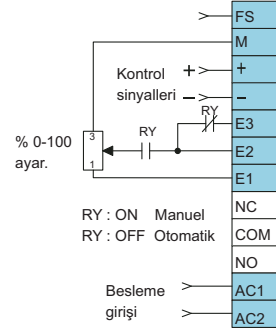 FS
M
Kontrol
sinyalleri
+
+
−
−
RY
E3
3
RY
% 0-100
ayar.
E2
1
E1
NC
RY : ON Manuel
RY : OFF Otomatik
COM
NO
Besleme
girişi
AC1
AC2